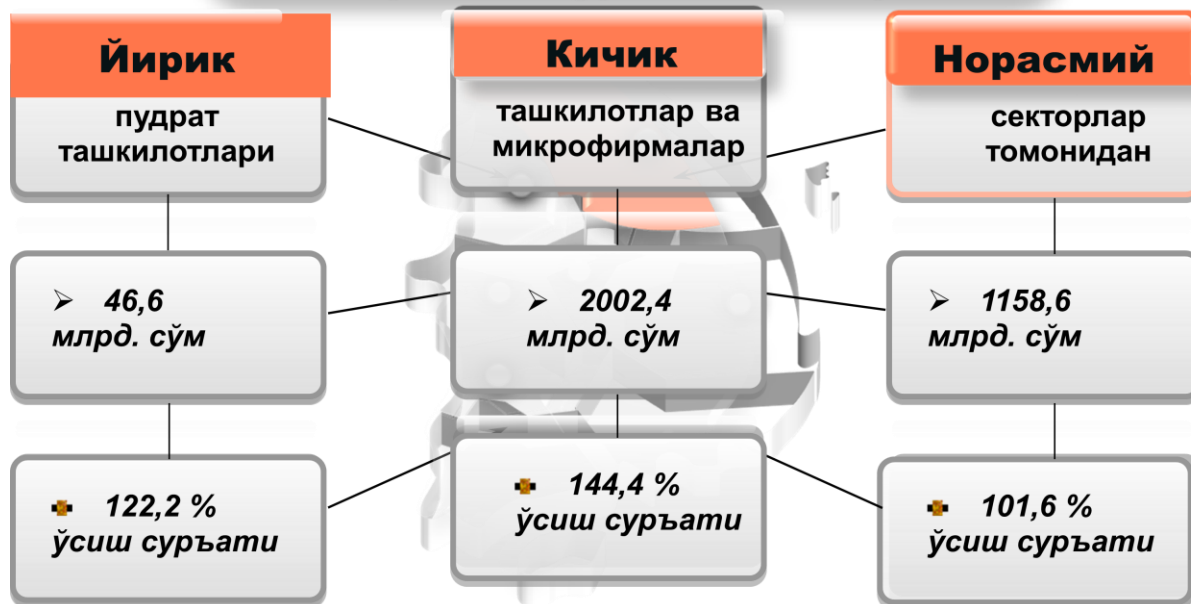 Йирик
пудрат
ташкилотлари
Кичик
ташкилотлар ва
микрофирмалар
Норасмий
секторлар
томонидан
➢ 46,6
млрд. сўм
➢ 2002,4
млрд. сўм
➢ 1158,6
млрд. сўм
122,2 %
ўсиш суръати
144,4 %
ўсиш суръати
101,6 %
ўсиш суръати